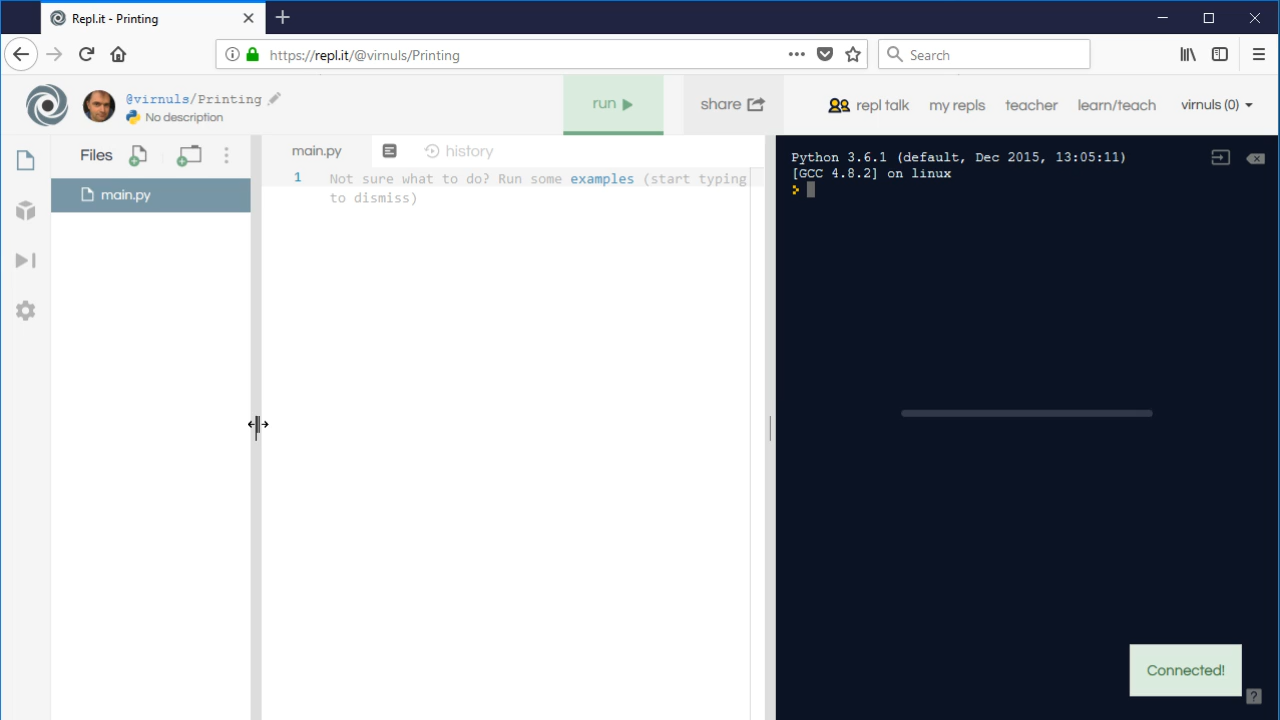 Repl.it - Printing
https://repl.it/@virnuls/Printing
Search
@virnuls/Printing
No description
run
share
repl talk
my repls
teacher
learn/teach
virnuls (0)
Files
main.py
main.py
history
1
Not sure what to do? Run some examples (start typing
to dismiss)
Python 3.6.1 (default, Dec 2015, 13:05:11)
[GCC 4.8.2] on linux
Connected!
?